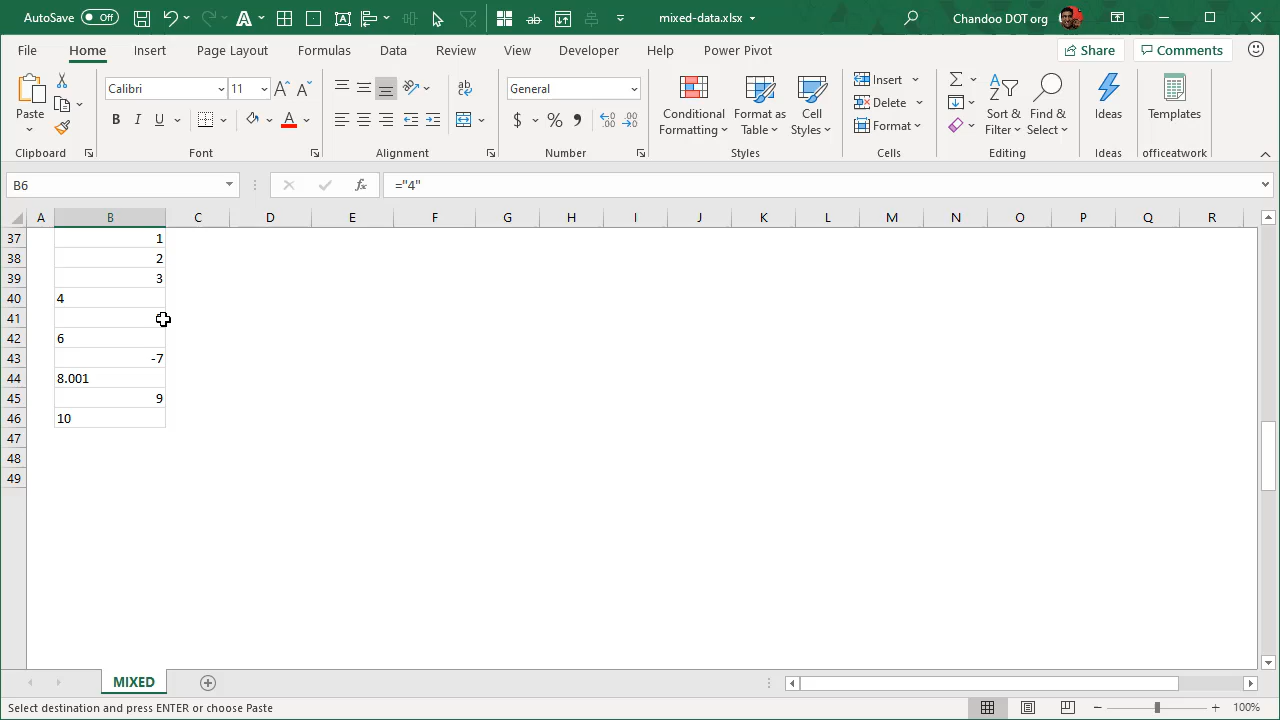 AutoSave Off mixed-data.xlsx Chandoo DOT org
File Home Insert Page Layout Formulas Data Review View Developer Help Power Pivot Share Comments
Paste
Clipboard
Calibri 11
B I U
Font
ab
Alignment
General
$ % ,
Number
Conditional Formatting
Format as Table
Cell Styles
Styles
Insert
Delete
Format
Cells
Sort & Filter
Find & Select
Editing
Ideas
Ideas
Templates
officeatwork
B6 fx ="4"
A B C D E F G H I J K L M N O P Q R
37 1
38 2
39 3
40 4
41
42 6
43 -7
44 8.001
45 9
46 10
47
48
49
MIXED
Select destination and press ENTER or choose Paste 100%